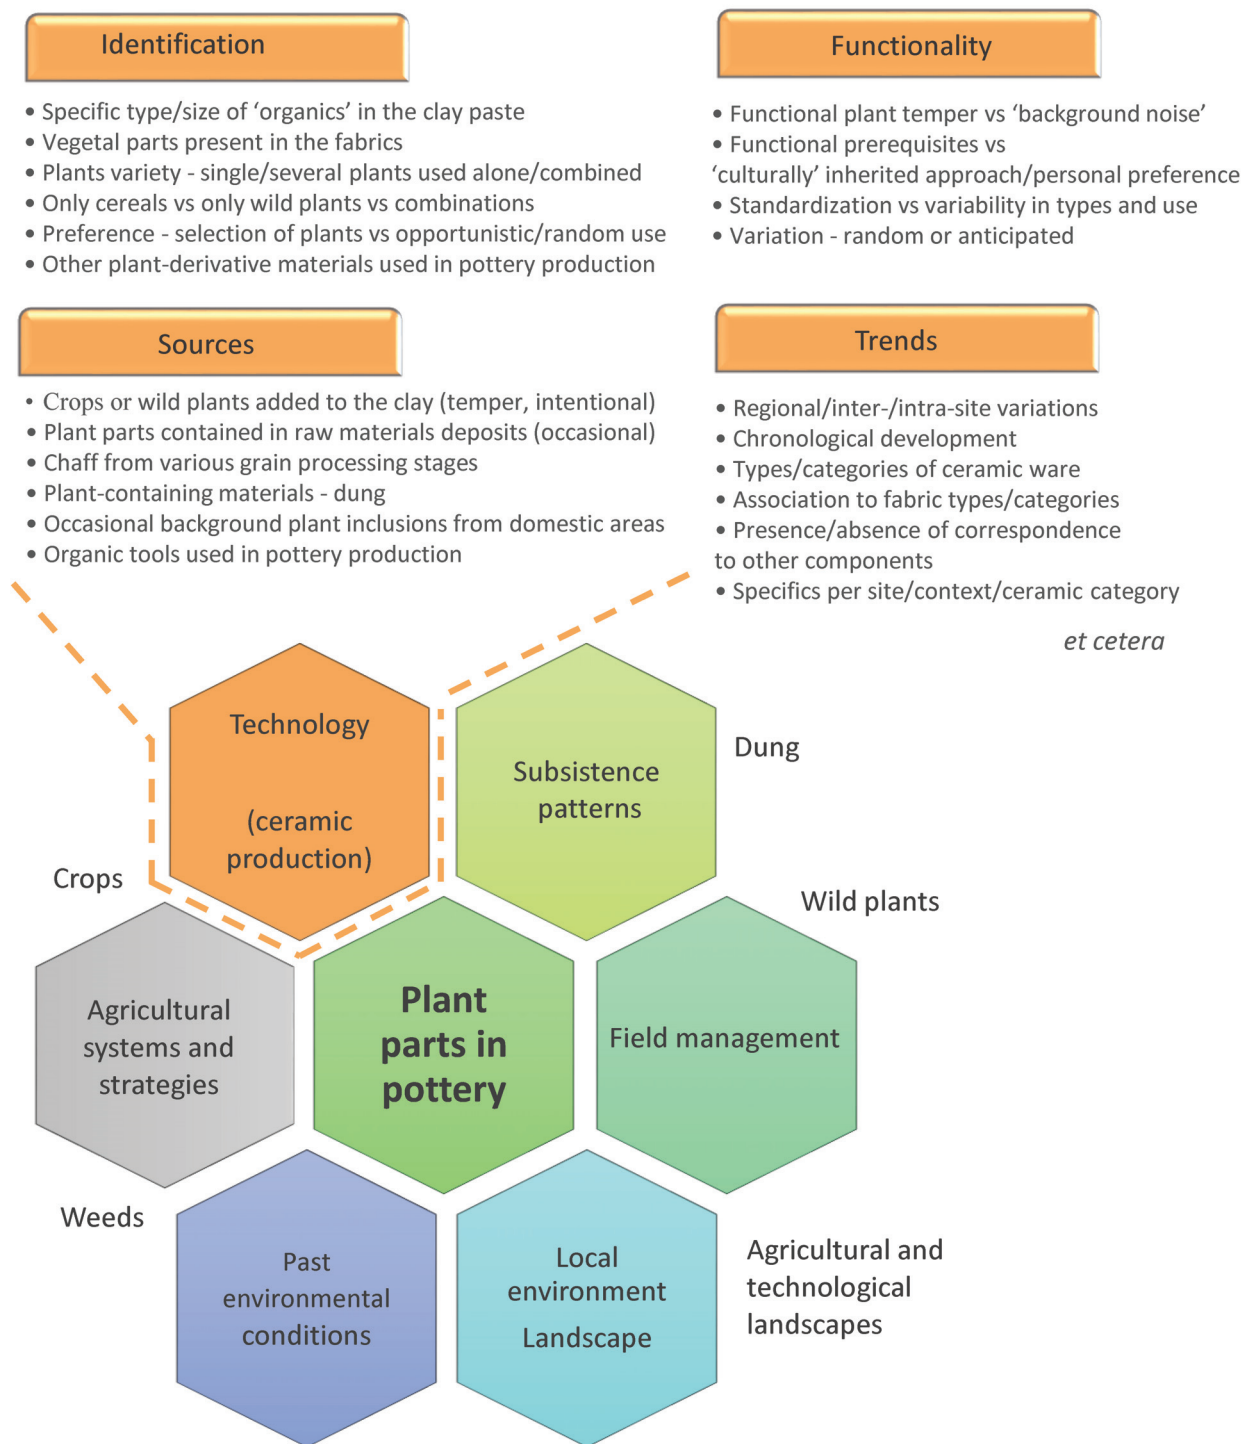 Identification
• Specific type/size of ‘organics’ in the clay paste
• Vegetal parts present in the fabrics
• Plants variety - single/several plants used alone/combined
• Only cereals vs only wild plants vs combinations
• Preference - selection of plants vs opportunistic/random use
• Other plant-derivative materials used in pottery production
Functionality
• Functional plant temper vs ‘background noise’
• Functional prerequisites vs
‘culturally’ inherited approach/personal preference
• Standardization vs variability in types and use
• Variation - random or anticipated
Sources
• Crops or wild plants added to the clay (temper, intentional)
• Plant parts contained in raw materials deposits (occasional)
• Chaff from various grain processing stages
• Plant-containing materials - dung
• Occasional background plant inclusions from domestic areas
• Organic tools used in pottery production
Trends
• Regional/inter-/intra-site variations
• Chronological development
• Types/categories of ceramic ware
• Association to fabric types/categories
• Presence/absence of correspondence
to other components
• Specifics per site/context/ceramic category
et cetera
Technology
(ceramic
production)
Subsistence
patterns
Dung
Crops
Wild plants
Agricultural
systems and
strategies
Plant
parts in
pottery
Field management
Weeds
Past
environmental
conditions
Local
environment
Landscape
Agricultural and
technological
landscapes